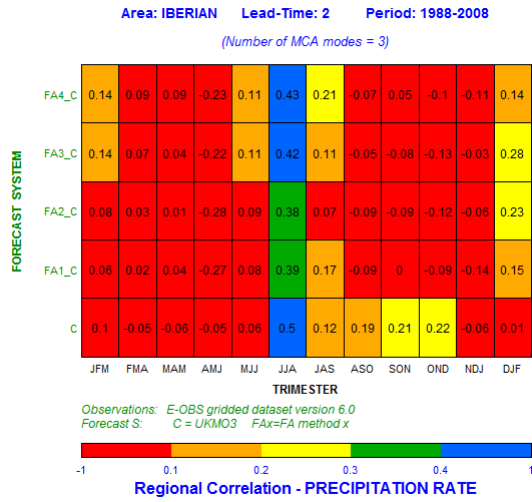 Area: IBERIAN Lead-Time: 2 Period: 1988-2008
(Number of MCA modes = 3)
FORECAST SYSTEM
FA4_C 0.14 0.09 0.09 -0.23 0.11 0.43 0.21 -0.07 0.05 -0.1 -0.11 0.14
FA3_C 0.14 0.07 0.04 -0.22 0.11 0.42 0.11 -0.05 -0.08 -0.13 -0.03 0.28
FA2_C 0.08 0.03 0.01 -0.28 0.09 0.38 0.07 -0.09 -0.09 -0.12 -0.06 0.23
FA1_C 0.06 0.02 0.04 -0.27 0.08 0.39 0.17 -0.09 0 -0.09 -0.14 0.15
C 0.1 -0.05 -0.06 -0.05 0.06 0.5 0.12 0.19 0.21 0.22 -0.06 0.01
JFM FMA MAM AMJ MJJ JJA JAS ASO SON OND NDJ DJF
TRIMESTER
Observations: E-OBS gridded dataset version 6.0
Forecast S: C = UKMO3 FAx=FA method x
-1 0.1 0.2 0.3 0.4 1
Regional Correlation - PRECIPITATION RATE